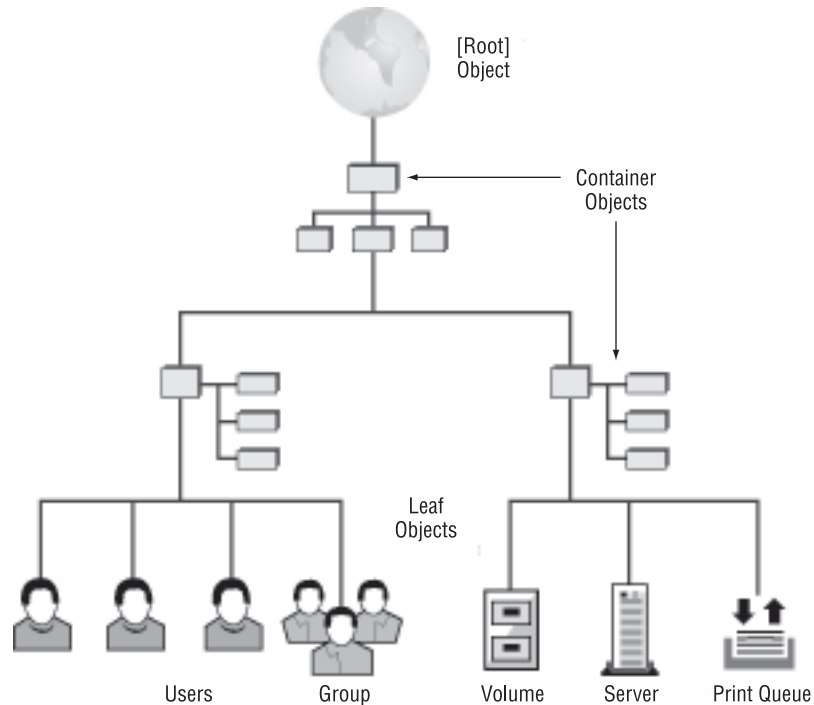 [Root]
Object
Container
Objects
Leaf
Objects
Users
Group
Volume
Server
Print Queue